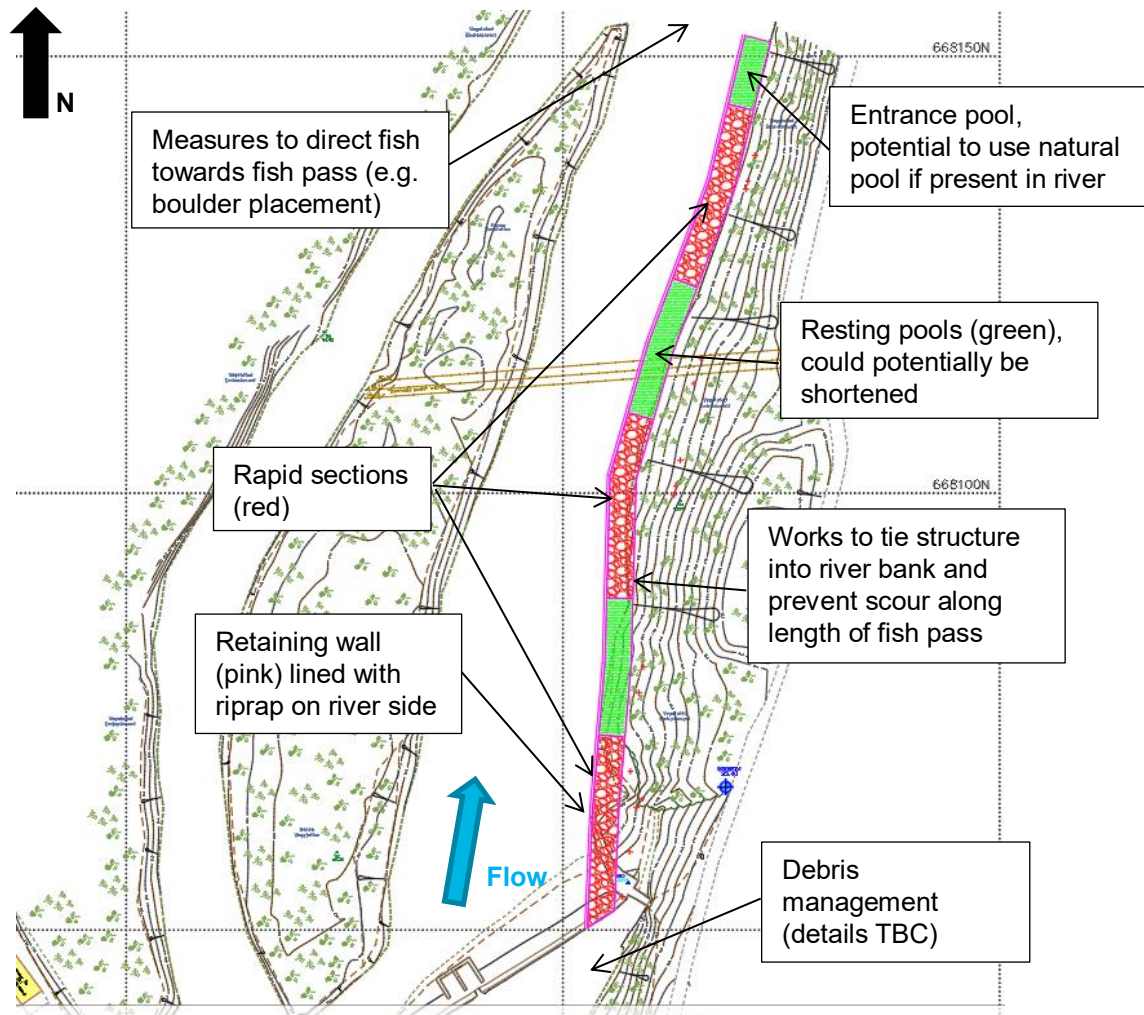 668150N
N
Measures to direct fish
towards fish pass (e.g.
boulder placement)
Entrance pool,
potential to use natural
pool if present in river
Resting pools (green),
could potentially be
shortened
Rapid sections
(red)
668100N
Works to tie structure
into river bank and
prevent scour along
length of fish pass
Retaining wall
(pink) lined with
riprap on river side
Flow
Debris
management
(details TBC)